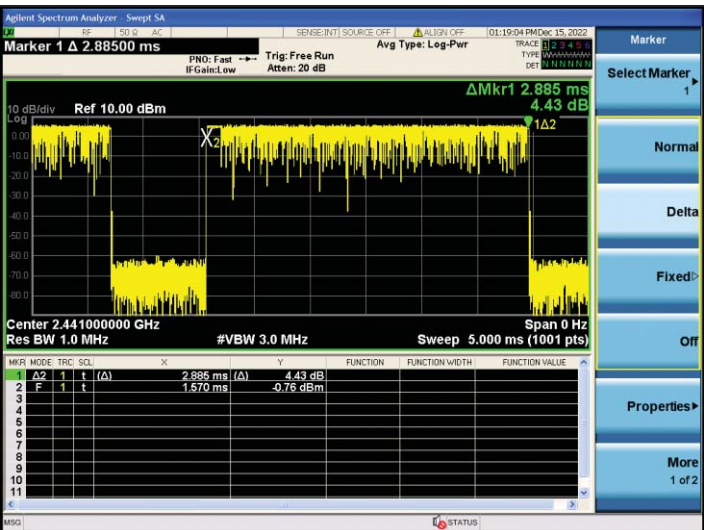 Agilent Spectrum Analyzer - Swept SA
RF 50 Ω AC SENSE:INT SOURCE OFF ALIGN OFF 01:19:04 PM Dec 15, 2022
Marker 1 Δ 2.88500 ms
PNO: Fast
IFGain:Low
Trig: Free Run
Atten: 20 dB
Avg Type: Log-Pwr
TRACE 1 2 3 4 5 6
TYPE
DET N N N N N N
ΔMkr1 2.885 ms
4.43 dB
10 dB/div Ref 10.00 dBm
Log
1Δ2
X2
0.00
-10.0
-20.0
-30.0
-40.0
-50.0
-60.0
-70.0
-80.0
Center 2.441000000 GHz Span 0 Hz
Res BW 1.0 MHz #VBW 3.0 MHz Sweep 5.000 ms (1001 pts)
MKR MODE TRC SCL X Y FUNCTION FUNCTION WIDTH FUNCTION VALUE
1 Δ2 1 t (Δ) 2.885 ms (Δ) 4.43 dB
2 F 1 t 1.570 ms -0.76 dBm
3
4
5
6
7
8
9
10
11
MSG STATUS
Marker
Select Marker
1
Normal
Delta
Fixed
Off
Properties
More
1 of 2